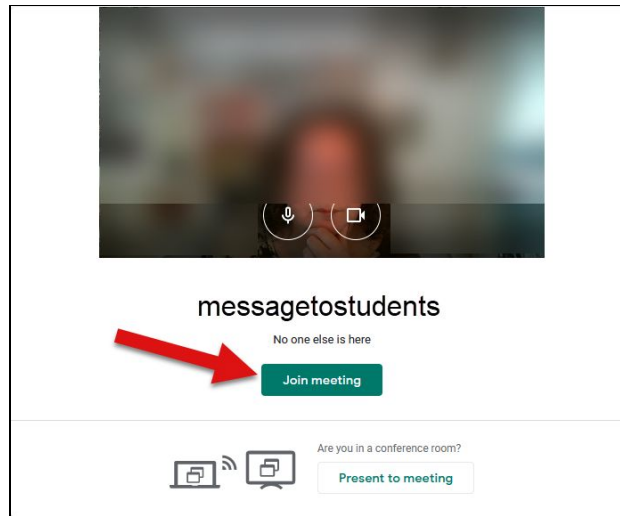 messagetostudents
No one else is here
Join meeting
Are you in a conference room?
Present to meeting